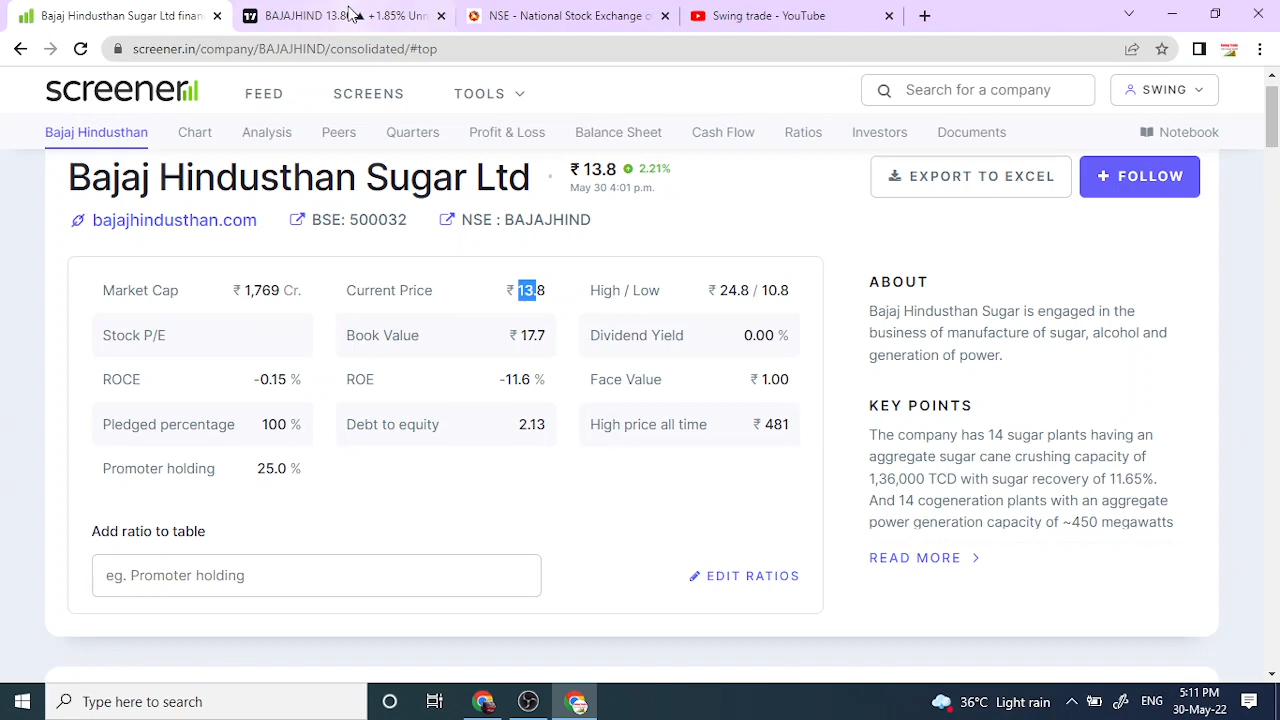 Bajaj Hindusthan Sugar Ltd fin
BAJAJHIND 13.8 ▲ +1.85% Un
NSE - National Stock Exchange o
Swing trade - YouTube
screener.in/company/BAJAJHIND/consolidated/#top
screener
FEED
SCREENS
TOOLS
Search for a company
SWING
Bajaj Hindusthan
Chart
Analysis
Peers
Quarters
Profit & Loss
Balance Sheet
Cash Flow
Ratios
Investors
Documents
Notebook
Bajaj Hindusthan Sugar Ltd
₹ 13.8
2.21%
May 30 4:01 p.m.
EXPORT TO EXCEL
+ FOLLOW
bajajhindusthan.com
BSE: 500032
NSE : BAJAJHIND
Market Cap ₹ 1,769 Cr.
Current Price ₹ 13.8
High / Low ₹ 24.8 / 10.8
Stock P/E
Book Value ₹ 17.7
Dividend Yield 0.00 %
ROCE -0.15 %
ROE -11.6 %
Face Value ₹ 1.00
Pledged percentage 100 %
Debt to equity 2.13
High price all time ₹ 481
Promoter holding 25.0 %
Add ratio to table
eg. Promoter holding
EDIT RATIOS
ABOUT
Bajaj Hindusthan Sugar is engaged in the
business of manufacture of sugar, alcohol and
generation of power.
KEY POINTS
The company has 14 sugar plants having an
aggregate sugar cane crushing capacity of
1,36,000 TCD with sugar recovery of 11.65%.
And 14 cogeneration plants with an aggregate
power generation capacity of ~450 megawatts
READ MORE
Type here to search
36°C Light rain
ENG
5:11 PM
30-May-22